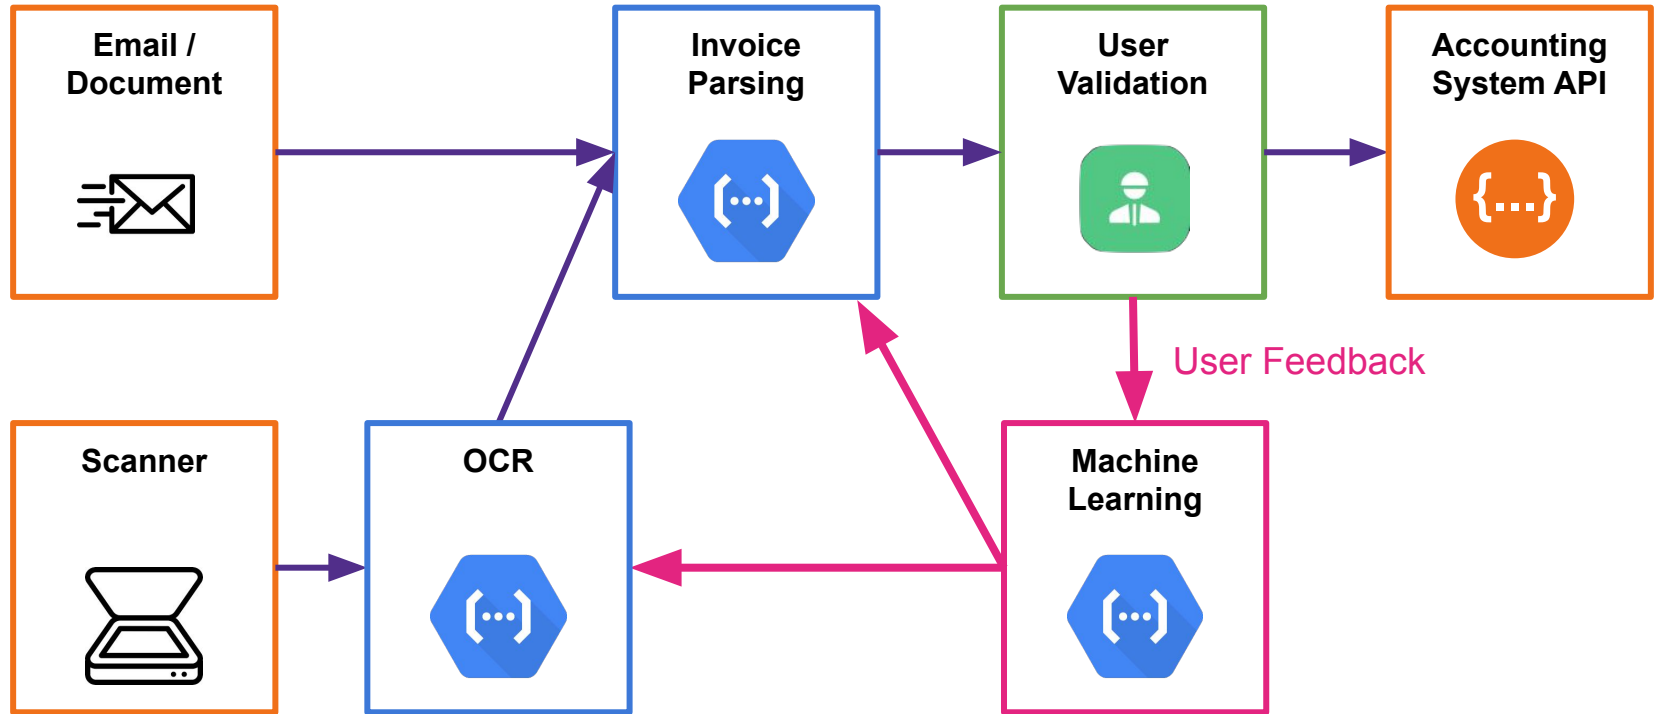 Email /
Document
Invoice
Parsing
User
Validation
Accounting
System API
{...}
User Feedback
Scanner
OCR
Machine
Learning